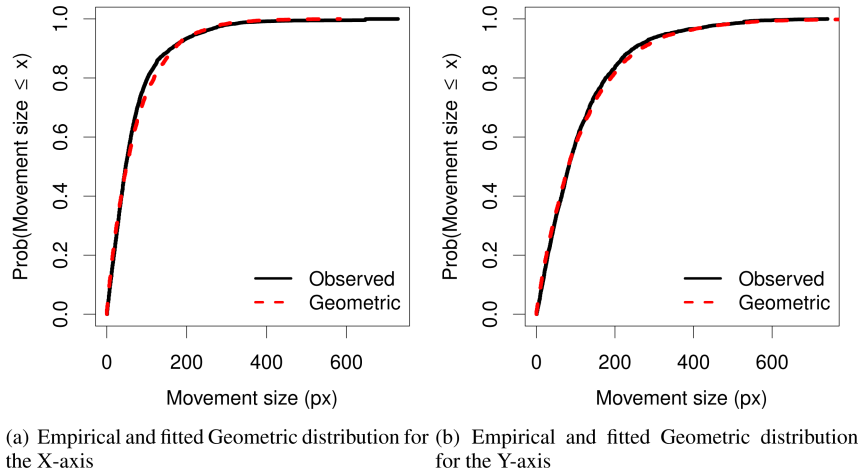 Prob(Movement size ≤ x)
1.0
0.8
0.6
0.4
0.2
0.0
Observed
Geometric
0 200 400 600
Movement size (px)
(a) Empirical and fitted Geometric distribution for
the X-axis
Prob(Movement size ≤ x)
1.0
0.8
0.6
0.4
0.2
0.0
Observed
Geometric
0 200 400 600
Movement size (px)
(b) Empirical and fitted Geometric distribution
for the Y-axis